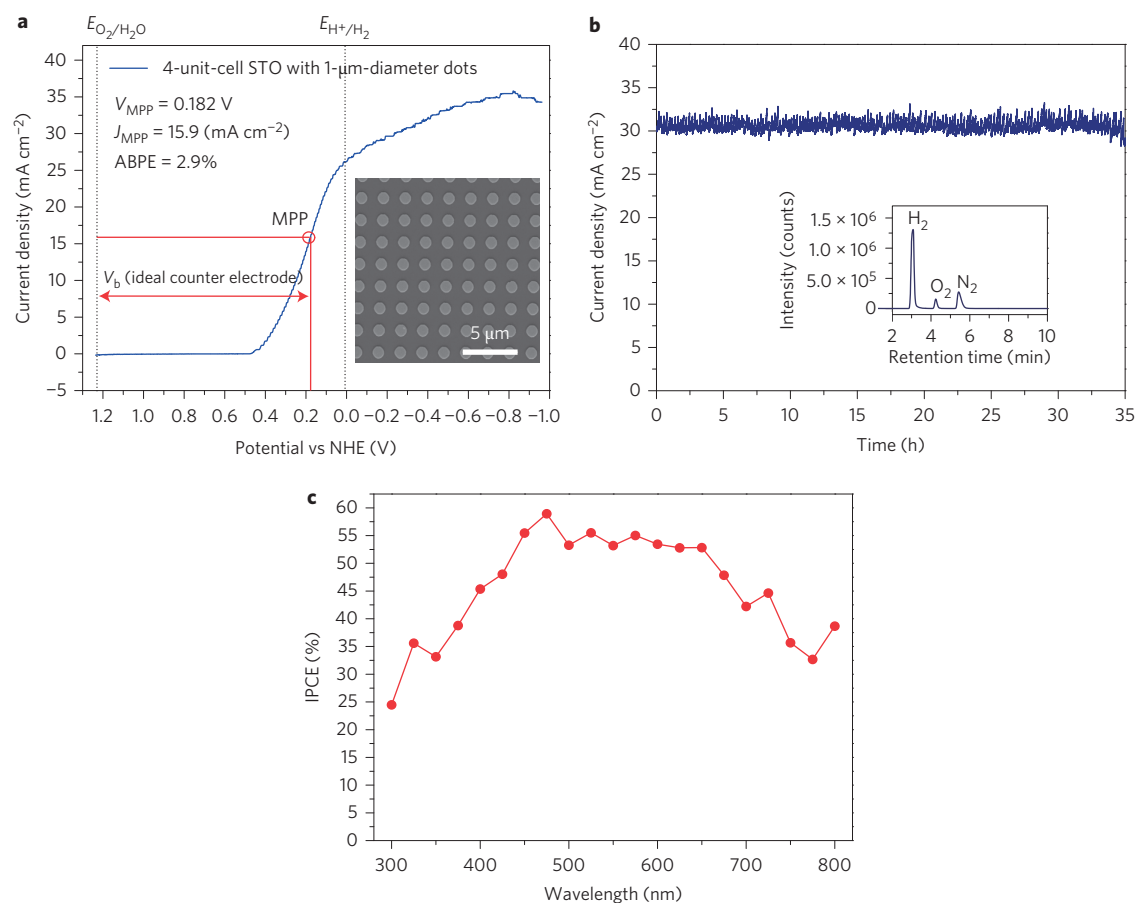 a
E_O₂/H₂O
E_H⁺/H₂
40
35
30
25
20
15
10
5
0
−5
Current density (mA cm⁻²)
4-unit-cell STO with 1-μm-diameter dots
V_MPP = 0.182 V
J_MPP = 15.9 (mA cm⁻²)
ABPE = 2.9%
MPP
V_b (ideal counter electrode)
5 μm
1.2 1.0 0.8 0.6 0.4 0.2 0.0 −0.2 −0.4 −0.6 −0.8 −1.0
Potential vs NHE (V)
b
40
35
30
25
20
15
10
5
0
Current density (mA cm⁻²)
1.5 × 10⁶
1.0 × 10⁶
5.0 × 10⁵
0
Intensity (counts)
H₂
O₂
N₂
2 4 6 8 10
Retention time (min)
0 5 10 15 20 25 30 35
Time (h)
c
60
55
50
45
40
35
30
25
20
15
10
5
0
IPCE (%)
300 400 500 600 700 800
Wavelength (nm)